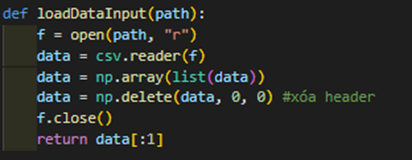 def loadDataInput(path):
    f = open(path, "r")
    data = csv.reader(f)
    data = np.array(list(data))
    data = np.delete(data, 0, 0) #xóa header
    f.close()
    return data[:1]